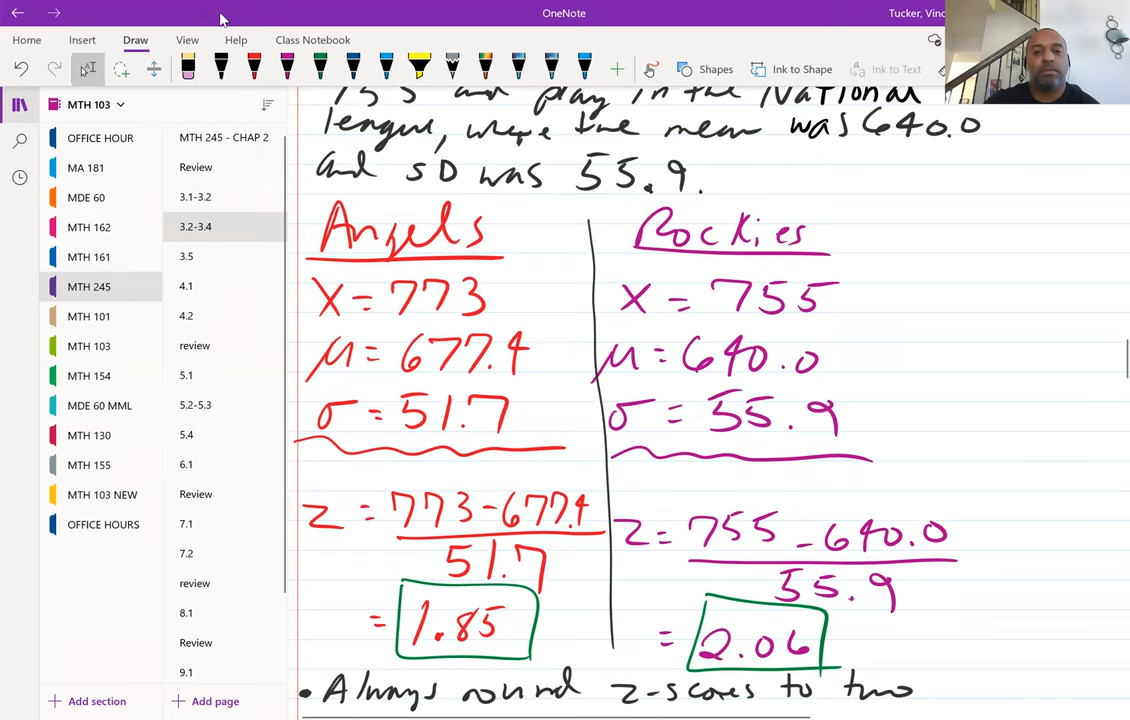 OneNote
Tucker, Vinc
Home Insert Draw View Help Class Notebook
Shapes Ink to Shape Ink to Text
MTH 103
OFFICE HOUR
MA 181
MDE 60
MTH 162
MTH 161
MTH 245
MTH 101
MTH 103
MTH 154
MDE 60 MML
MTH 130
MTH 155
MTH 103 NEW
OFFICE HOURS
Add section
MTH 245 - CHAP 2
Review
3.1-3.2
3.2-3.4
3.5
4.1
4.2
review
5.1
5.2-5.3
5.4
6.1
Review
7.1
7.2
review
8.1
Review
9.1
Add page
755 and play in the National
league, where the mean was 640.0
and SD was 55.9.
Angels
X = 773
μ = 677.4
σ = 51.7
z = 773 - 677.4
51.7
= 1.85
Rockies
X = 755
μ = 640.0
σ = 55.9
z = 755 - 640.0
55.9
= 2.06
• Always round z-scores to two